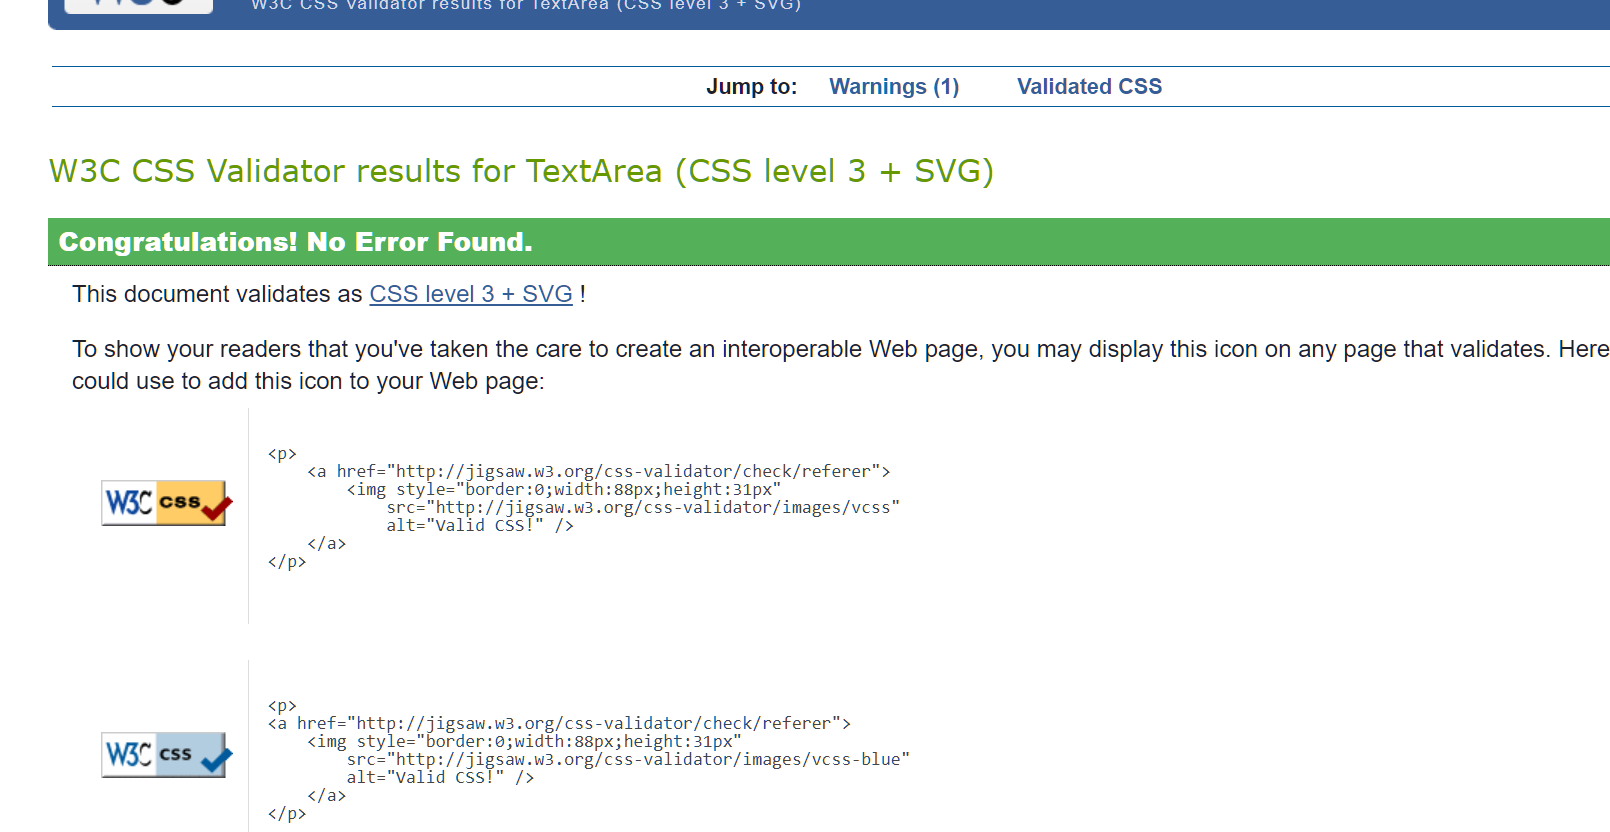 W3C CSS Validator results for TextArea (CSS level 3 + SVG)
Jump to: Warnings (1) Validated CSS
W3C CSS Validator results for TextArea (CSS level 3 + SVG)
Congratulations! No Error Found.
This document validates as CSS level 3 + SVG !
To show your readers that you've taken the care to create an interoperable Web page, you may display this icon on any page that validates. Here
could use to add this icon to your Web page:
<p>
    <a href="http://jigsaw.w3.org/css-validator/check/referer">
        <img style="border:0;width:88px;height:31px"
            src="http://jigsaw.w3.org/css-validator/images/vcss"
            alt="Valid CSS!" />
    </a>
</p>
W3C css
<p>
<a href="http://jigsaw.w3.org/css-validator/check/referer">
    <img style="border:0;width:88px;height:31px"
        src="http://jigsaw.w3.org/css-validator/images/vcss-blue"
        alt="Valid CSS!" />
    </a>
</p>
W3C css